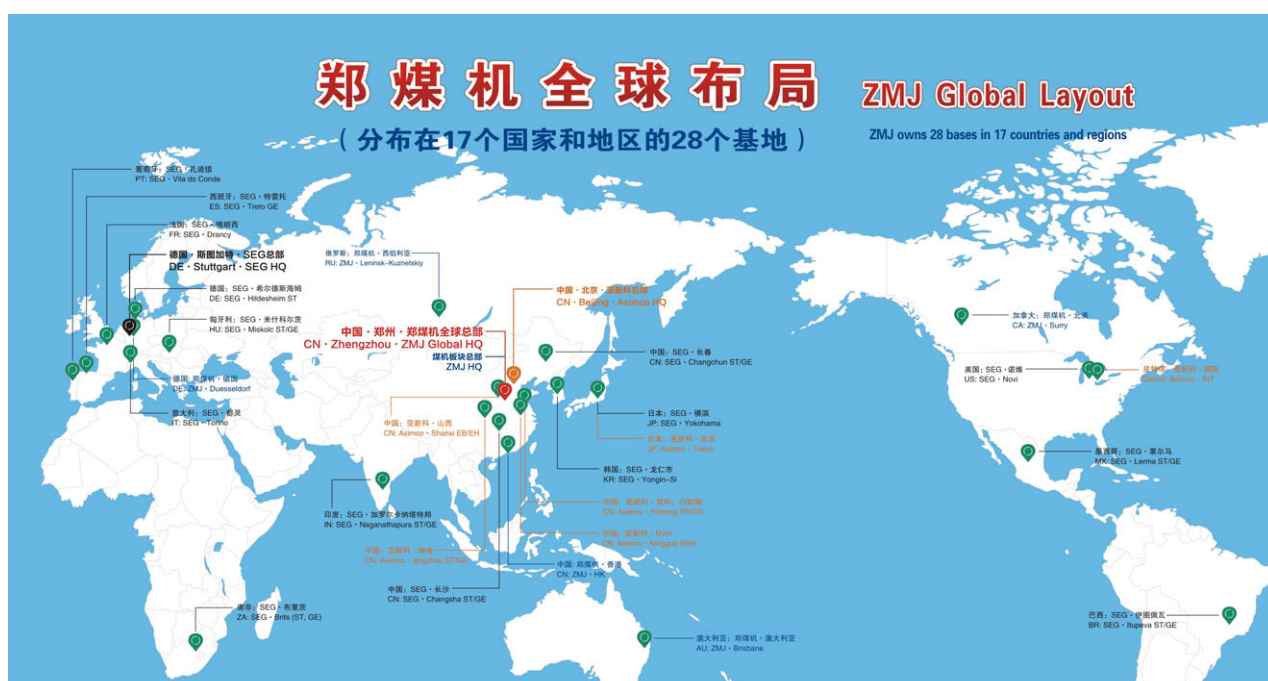 郑煤机全球布局
ZMJ Global Layout
（分布在17个国家和地区的28个基地）
ZMJ owns 28 bases in 17 countries and regions
葡萄牙：SEG·孔迪镇
PT: SEG·Vila do Conde
西班牙：SEG·特雷托
ES: SEG·Treto GE
法国：SEG·德朗西
FR: SEG·Drancy
德国·斯图加特·SEG总部
DE·Stuttgart·SEG HQ
德国：SEG·希尔德斯海姆
DE: SEG·Hildesheim ST
匈牙利：SEG·米什科尔茨
HU: SEG·Miskolc ST/GE
德国: 郑煤机·德国
DE: ZMJ·Duesseldorf
意大利：SEG·都灵
IT: SEG·Torino
俄罗斯：郑煤机·西伯利亚
RU: ZMJ·Leninsk-Kuznetskiy
中国·北京·亚新科总部
CN·Beijing·Asimco HQ
中国·郑州·郑煤机全球总部
CN·Zhengzhou·ZMJ Global HQ
煤机板块总部
ZMJ HQ
中国：SEG·长春
CN: SEG·Changchun ST/GE
中国：亚新科·山西
CN: Asimco·Shanxi EB/EH
日本：SEG·横滨
JP: SEG·Yokohama
日本：亚新科·
JP: Asimco·
韩国：SEG·龙仁市
KR: SEG·Yongin-Si
印度：SEG·加罗尔卡纳塔特邦
IN: SEG·Naganathapura ST/GE
中国：亚新科·双环、
CN: Asimco·Yizheng PR/CB
中国：亚新科·NVH
CN: Asimco·Ningguo NVH
中国：亚新科·
CN: Asimco·Jingzhou ST/GE
中国: 郑煤机·香港
CN: ZMJ·HK
中国：SEG·长沙
CN: SEG·Changsha ST/GE
南非：SEG·布里茨
ZA: SEG·Brits (ST, GE)
澳大利亚：郑煤机·澳大利亚
AU: ZMJ·Brisbane
加拿大：郑煤机·北美
CA: ZMJ·Surry
美国：SEG·诺维
US: SEG·Novi
底特律：亚新科·国际
Detroit: Asimco·INT
墨西哥：SEG·莱尔马
MX: SEG·Lerma ST/GE
巴西：SEG·伊图佩瓦
BR: SEG·Itupeva ST/GE